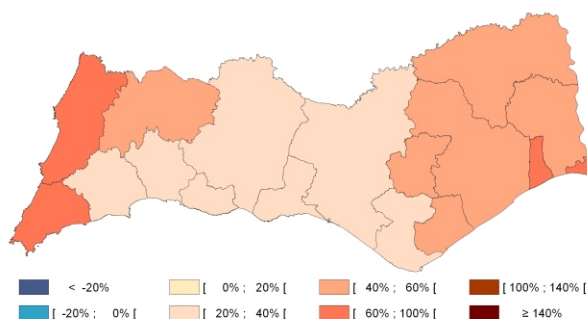 < -20% [ 0% ; 20% [ [ 40% ; 60% [ [ 100% ; 140% [
[ -20% ; 0% [ [ 20% ; 40% [ [ 60% ; 100% [ ≥ 140%